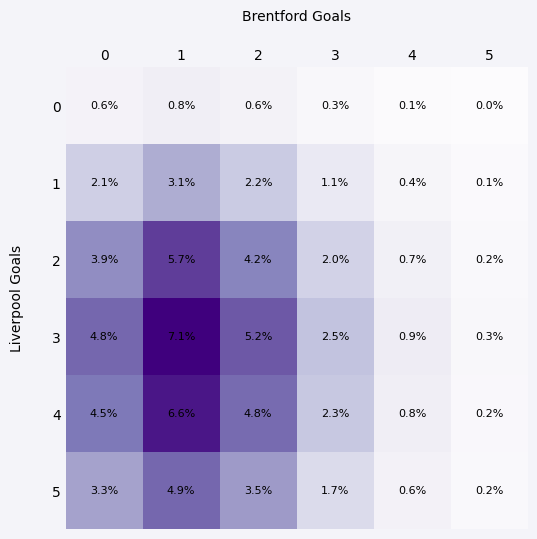 Brentford Goals
0 1 2 3 4 5
0 0.6% 0.8% 0.6% 0.3% 0.1% 0.0%
1 2.1% 3.1% 2.2% 1.1% 0.4% 0.1%
2 3.9% 5.7% 4.2% 2.0% 0.7% 0.2%
Liverpool Goals
3 4.8% 7.1% 5.2% 2.5% 0.9% 0.3%
4 4.5% 6.6% 4.8% 2.3% 0.8% 0.2%
5 3.3% 4.9% 3.5% 1.7% 0.6% 0.2%